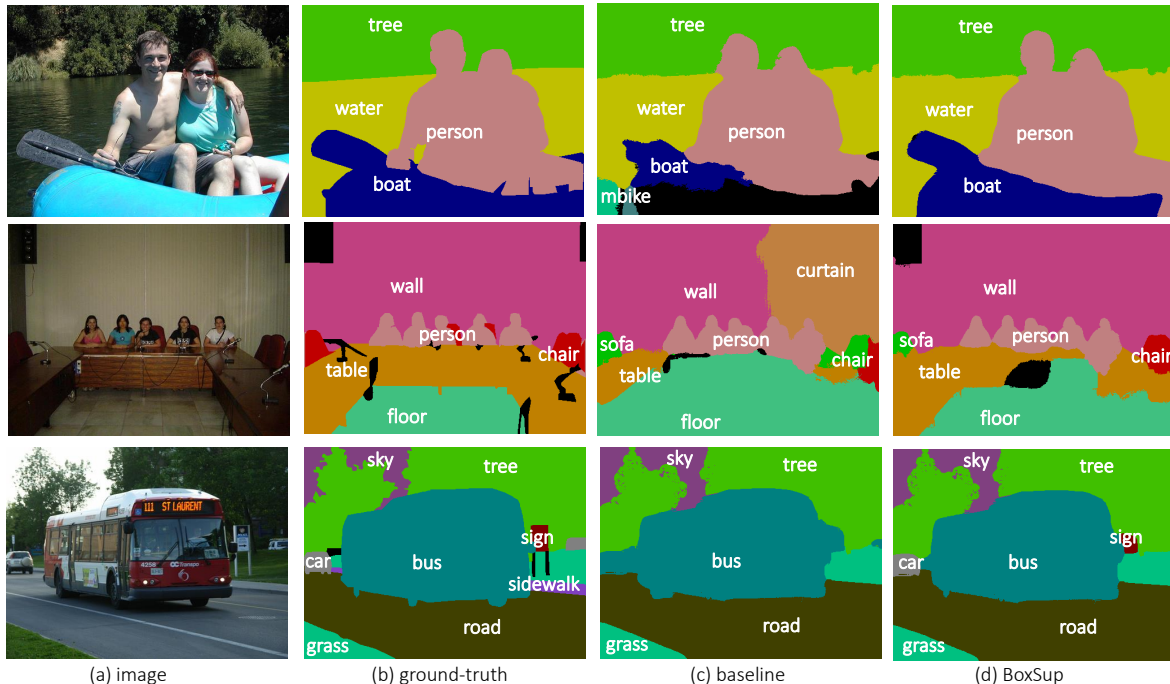 tree
water
person
boat
tree
water
person
boat
mbike
tree
water
person
boat
wall
person
chair
table
floor
curtain
wall
person
sofa
chair
table
floor
wall
person
sofa
chair
table
floor
111 ST LAURENT
4258
CC Transpo
sky
tree
sign
car
bus
sidewalk
road
grass
sky
tree
bus
road
grass
sky
tree
sign
car
bus
road
grass
(a) image
(b) ground-truth
(c) baseline
(d) BoxSup